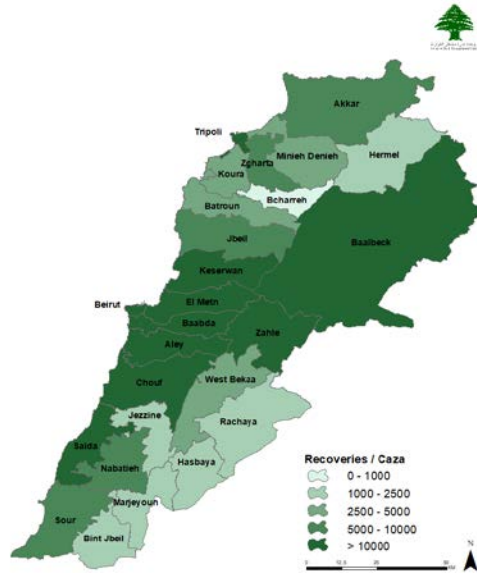 Akkar
Tripoli
Zgharta
Minieh Denieh
Hermel
Koura
Bcharreh
Batroun
Jbeil
Baalbeck
Keserwan
Beirut
El Metn
Baabda
Zahle
Aley
Chouf
West Bekaa
Jezzine
Rachaya
Saida
Hasbaya
Nabatieh
Marjeyoun
Sour
Bint Jbeil
Recoveries / Caza
0 - 1000
1000 - 2500
2500 - 5000
5000 - 10000
> 10000
N